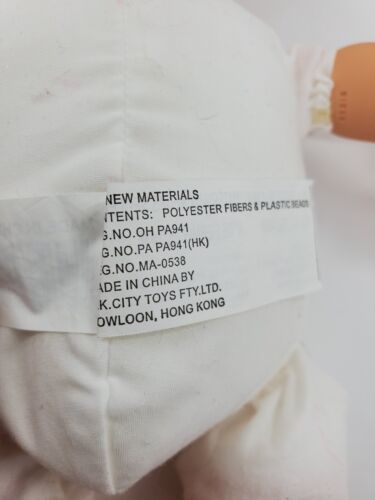 NEW MATERIALS
NTENTS: POLYESTER FIBERS & PLASTIC BEADS
G.NO.OH PA941
G.NO.PA PA941(HK)
EG.NO.MA-0538
ADE IN CHINA BY
K.CITY TOYS FTY.LTD.
OWLOON, HONG KONG